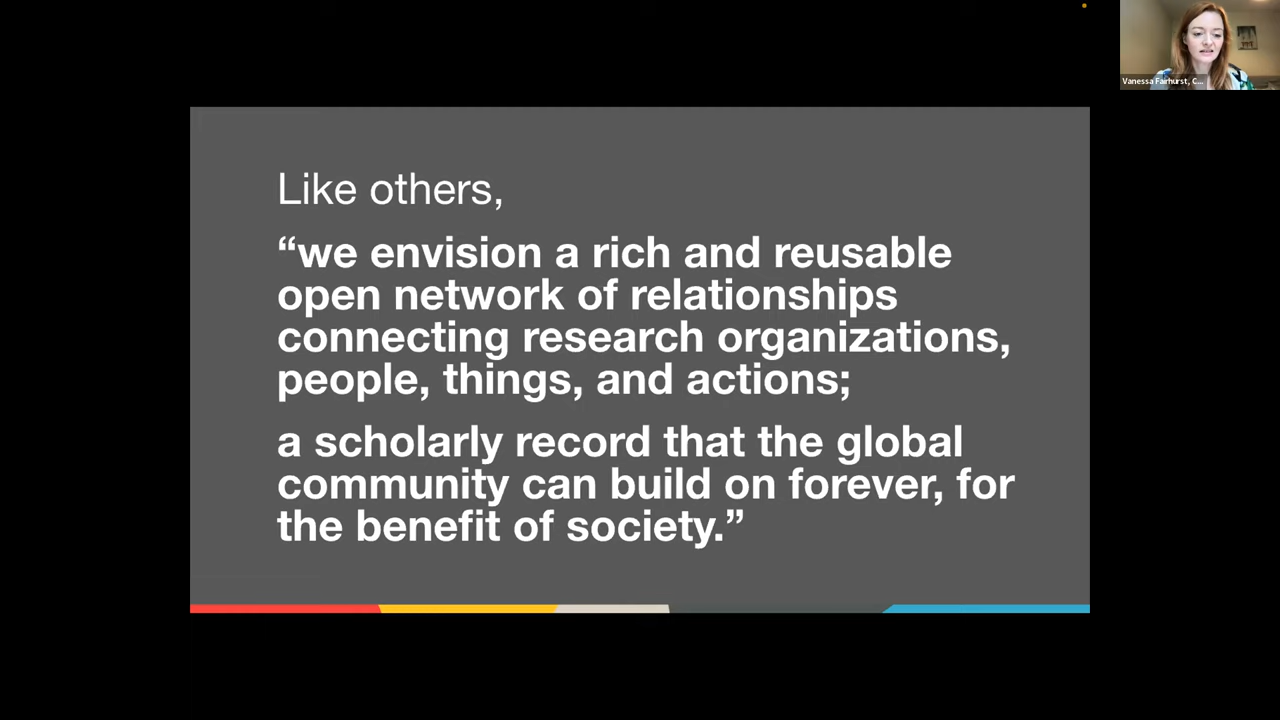 Vanessa Fairhurst, C...
Like others,
“we envision a rich and reusable
open network of relationships
connecting research organizations,
people, things, and actions;
a scholarly record that the global
community can build on forever, for
the benefit of society.”